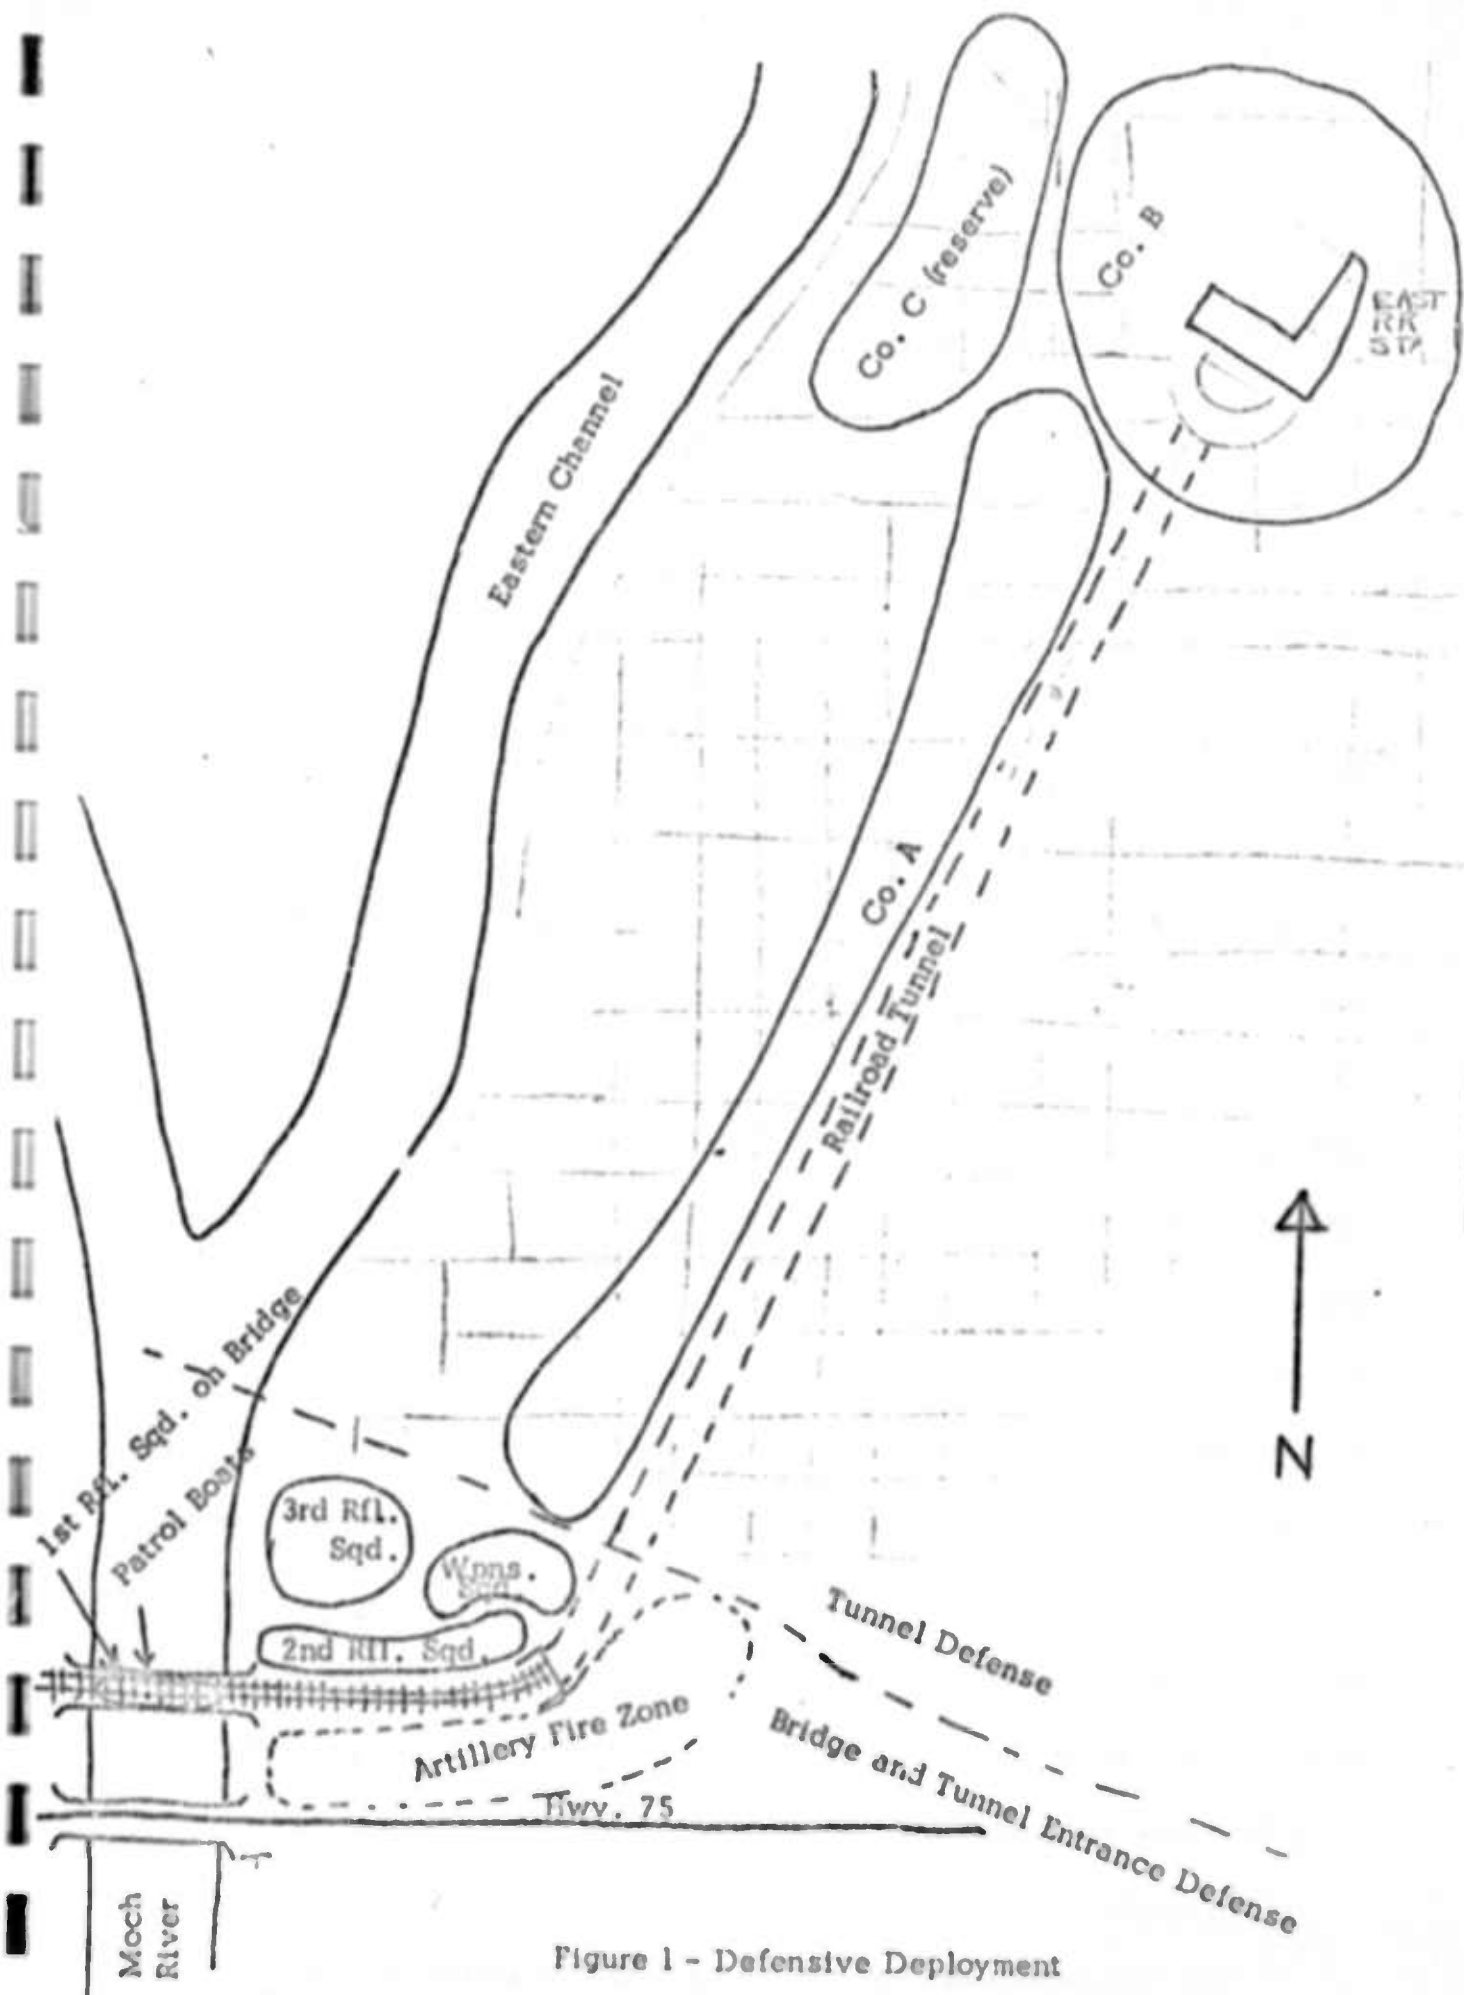 Co. C (reserve)
Co. B
EAST
RR
STA
Eastern Channel
Co. A
Railroad Tunnel
N
1st Rfl. Sqd. on Bridge
Patrol Boats
3rd Rfl.
Sqd.
Wpns.
Sqd.
2nd Rfl. Sqd.
Tunnel Defense
Artillery Fire Zone
Bridge and Tunnel Entrance Defense
Hwy. 75
Moch
River
Figure 1 - Defensive Deployment